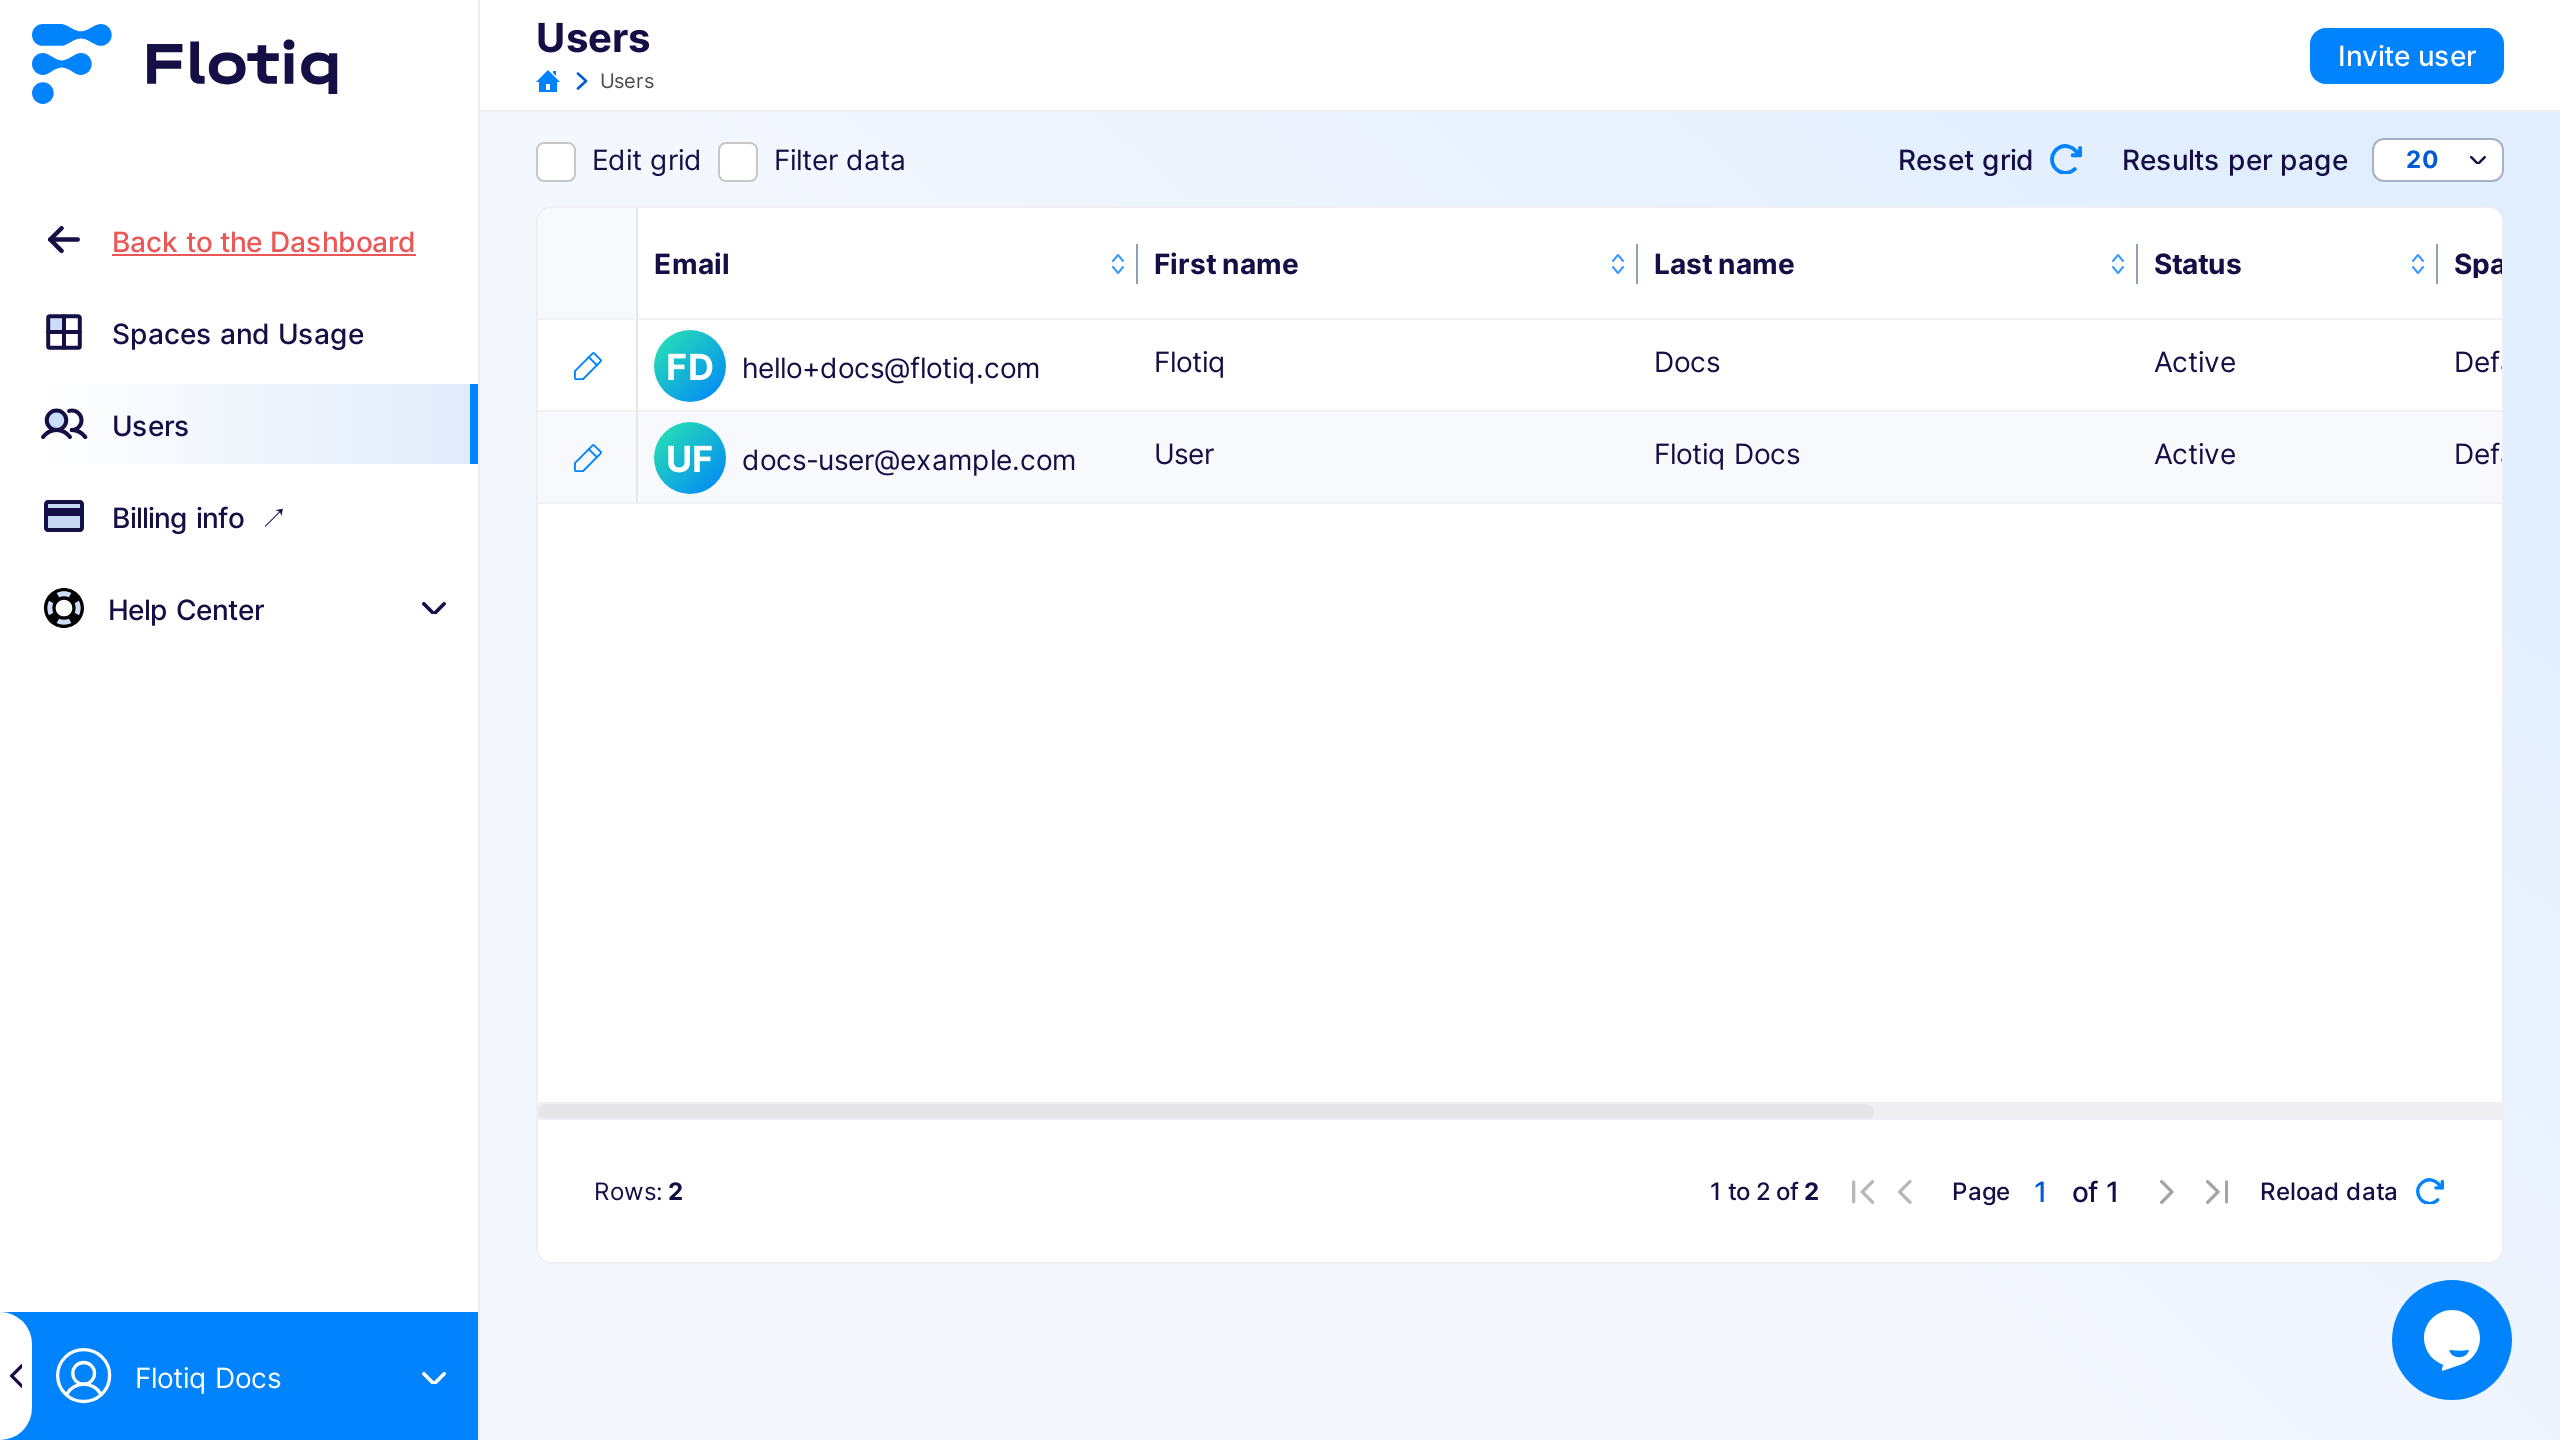 Flotiq
Back to the Dashboard
Spaces and Usage
Users
Billing info
Help Center
Flotiq Docs
Users
Users
Invite user
Edit grid Filter data Reset grid Results per page 20
Email First name Last name Status Spa
FD hello+docs@flotiq.com Flotiq Docs Active Defa
UF docs-user@example.com User Flotiq Docs Active Defa
Rows: 2 1 to 2 of 2 Page 1 of 1 Reload data